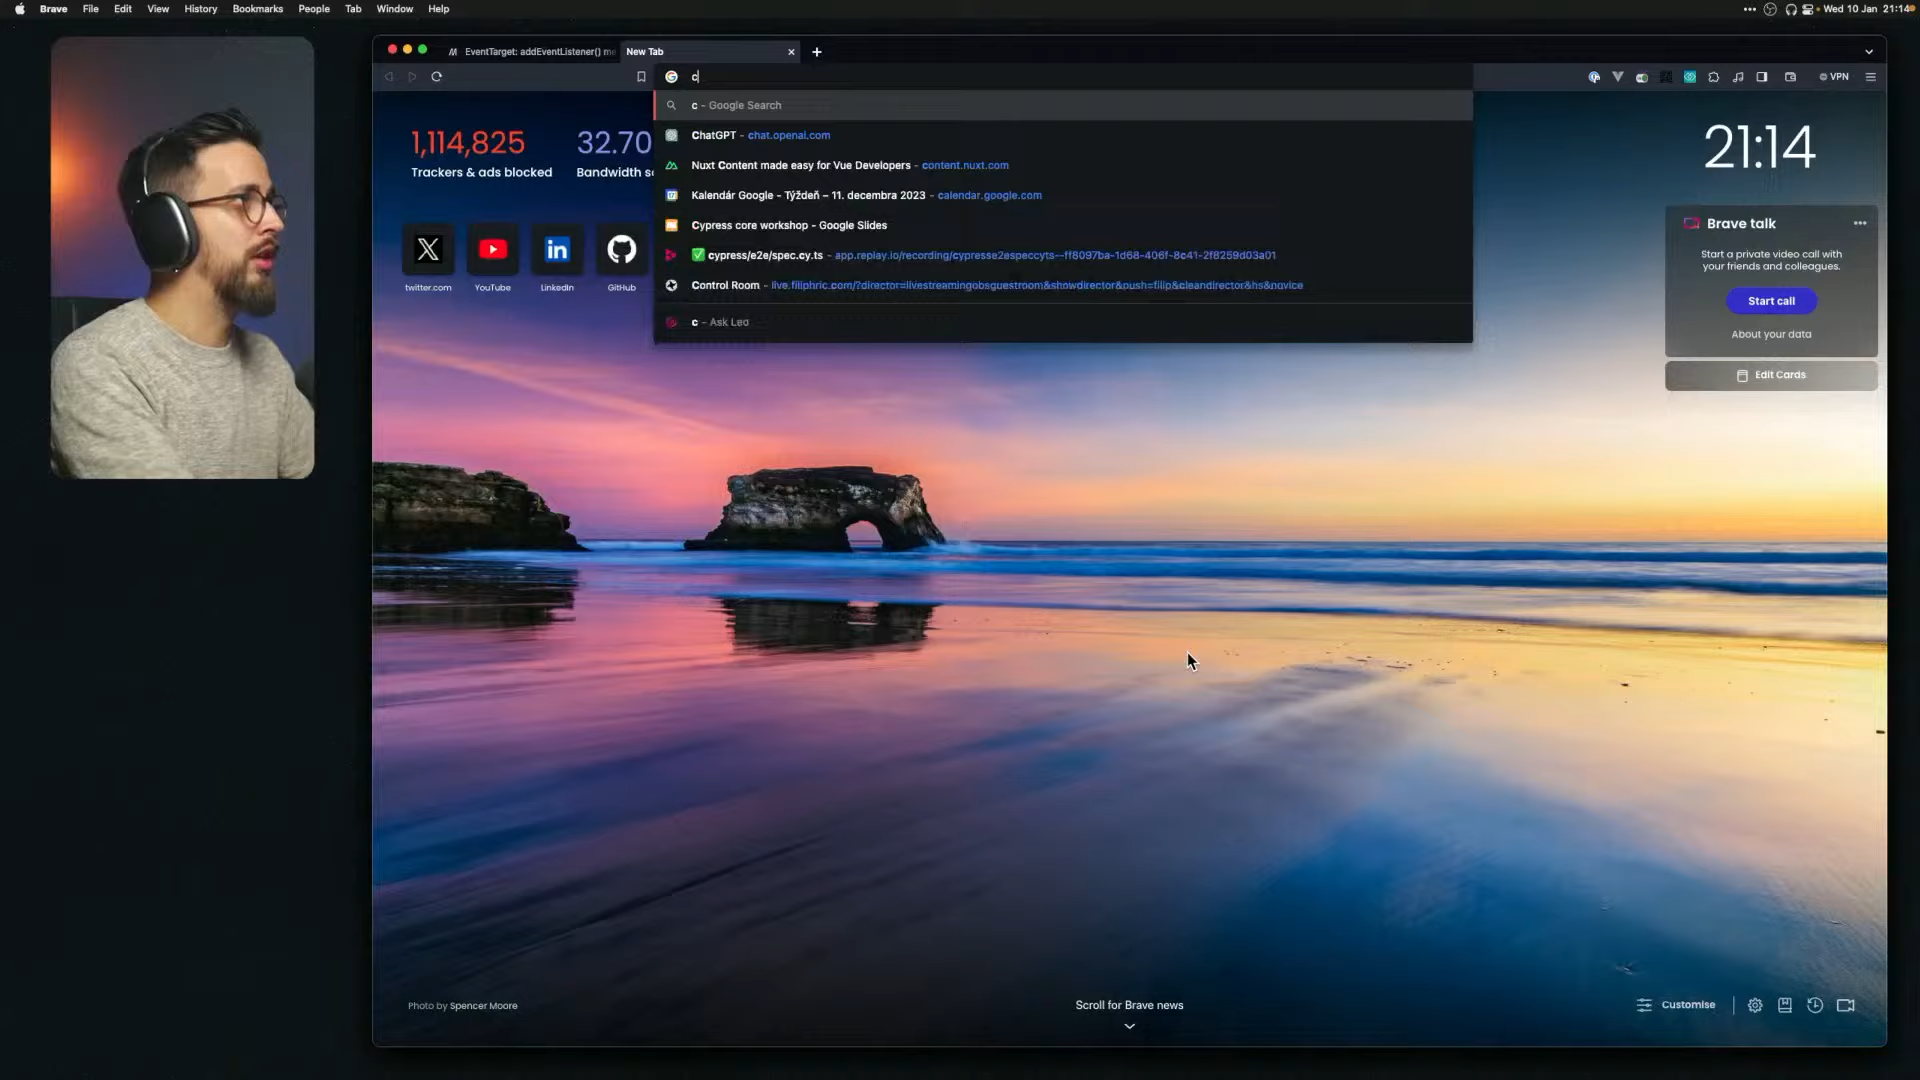 Brave File Edit View History Bookmarks People Tab Window Help
Wed 10 Jan 21:14
EventTarget: addEventListener() me
New Tab
c
VPN
c - Google Search
ChatGPT - chat.openai.com
Nuxt Content made easy for Vue Developers - content.nuxt.com
Kalendár Google - Týždeň – 11. decembra 2023 - calendar.google.com
Cypress core workshop - Google Slides
cypress/e2e/spec.cy.ts - app.replay.io/recording/cypresse2especcyts--ff8097ba-1d68-406f-8c41-2f8259d03a01
Control Room - live.filiphric.com/?director=livestreamingobsguestroom&showdirector&push=filip&cleandirector&hs&novice
c - Ask Leo
1,114,825
Trackers & ads blocked
32.70
Bandwidth s
twitter.com
YouTube
LinkedIn
GitHub
21:14
Brave talk
Start a private video call with
your friends and colleagues.
Start call
About your data
Edit Cards
Photo by Spencer Moore
Scroll for Brave news
Customise